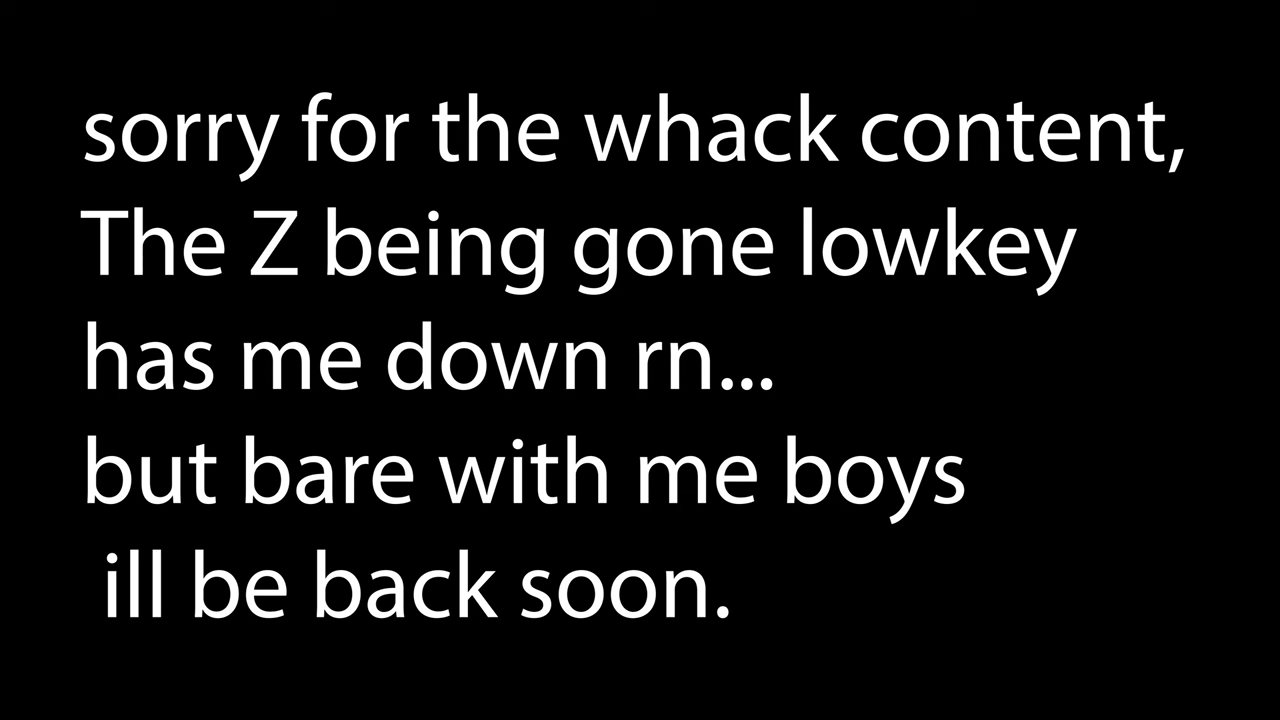 sorry for the whack content,
The Z being gone lowkey
has me down rn...
but bare with me boys
ill be back soon.